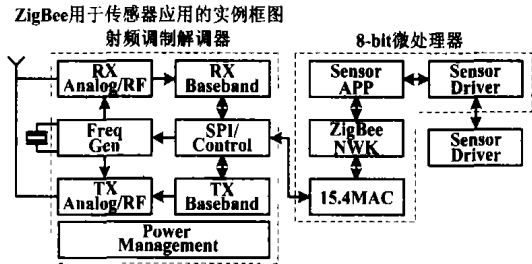 ZigBee用于传感器应用的实例框图
射频调制解调器
8-bit微处理器
RX
Analog/RF
RX
Baseband
Sensor
APP
Sensor
Driver
Freq
Gen
SPI/
Control
ZigBee
NWK
Sensor
Driver
TX
Analog/RF
TX
Baseband
15.4MAC
Power
Management